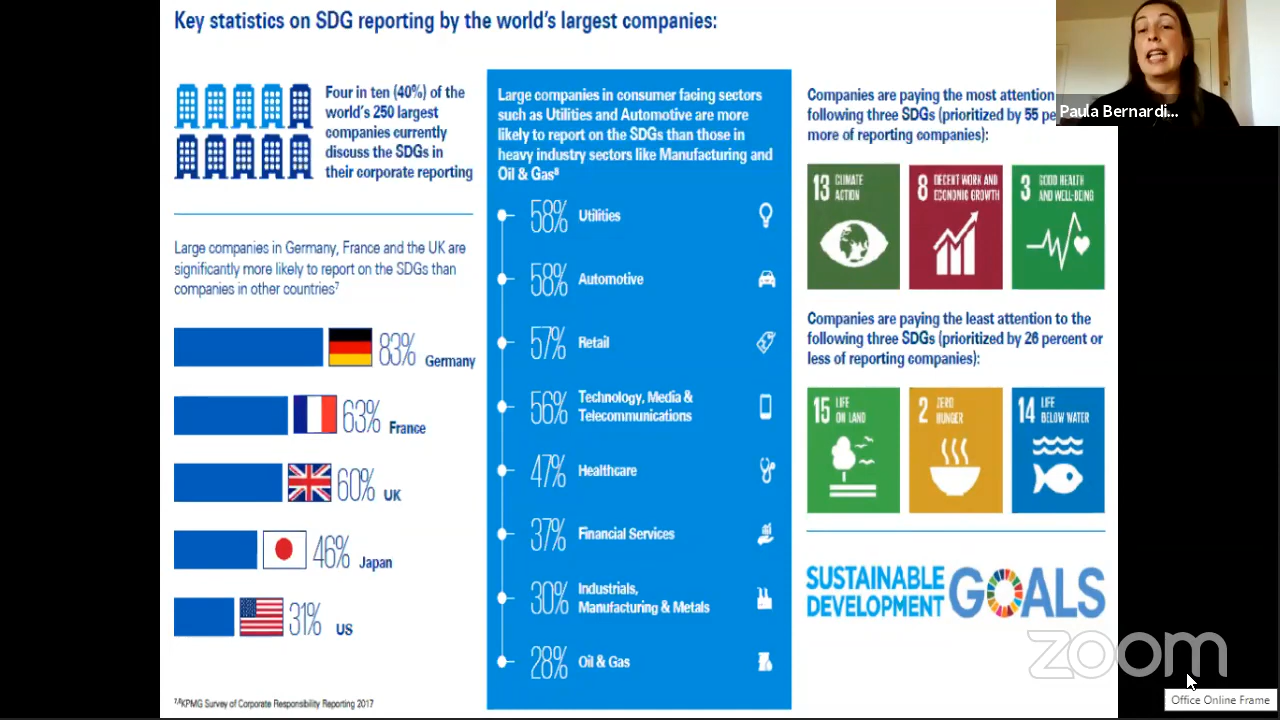 Key statistics on SDG reporting by the world's largest companies:
Four in ten (40%) of the
world's 250 largest
companies currently
discuss the SDGs in
their corporate reporting
Large companies in Germany, France and the UK are
significantly more likely to report on the SDGs than
companies in other countries⁷
83% Germany
63% France
60% UK
46% Japan
31% US
⁷,⁸KPMG Survey of Corporate Responsibility Reporting 2017
Large companies in consumer facing sectors
such as Utilities and Automotive are more
likely to report on the SDGs than those in
heavy industry sectors like Manufacturing and
Oil & Gas⁸
58% Utilities
58% Automotive
57% Retail
56% Technology, Media &
Telecommunications
47% Healthcare
37% Financial Services
30% Industrials,
Manufacturing & Metals
28% Oil & Gas
Companies are paying the most attention
following three SDGs (prioritized by 55 pe
more of reporting companies):
13 CLIMATE
ACTION
8 DECENT WORK AND
ECONOMIC GROWTH
3 GOOD HEALTH
AND WELL-BEING
Companies are paying the least attention to the
following three SDGs (prioritized by 26 percent or
less of reporting companies):
15 LIFE
ON LAND
2 ZERO
HUNGER
14 LIFE
BELOW WATER
SUSTAINABLE
DEVELOPMENT
GOALS
Paula Bernardi...
zoom
Office Online Frame